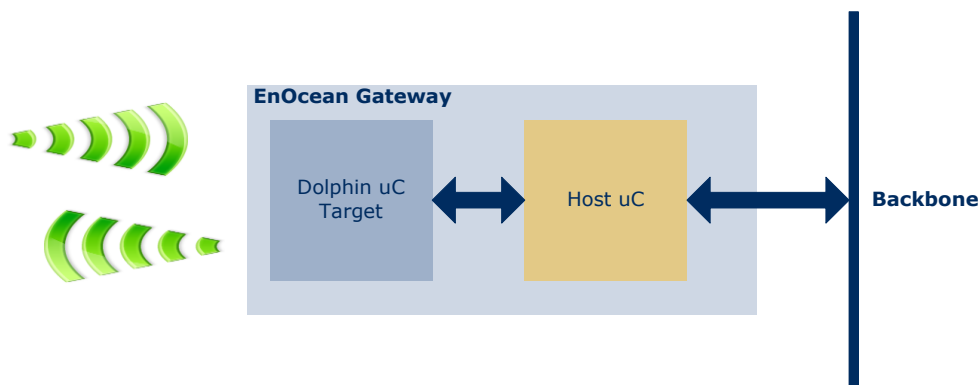 EnOcean Gateway
Dolphin uC
Target
Host uC
Backbone